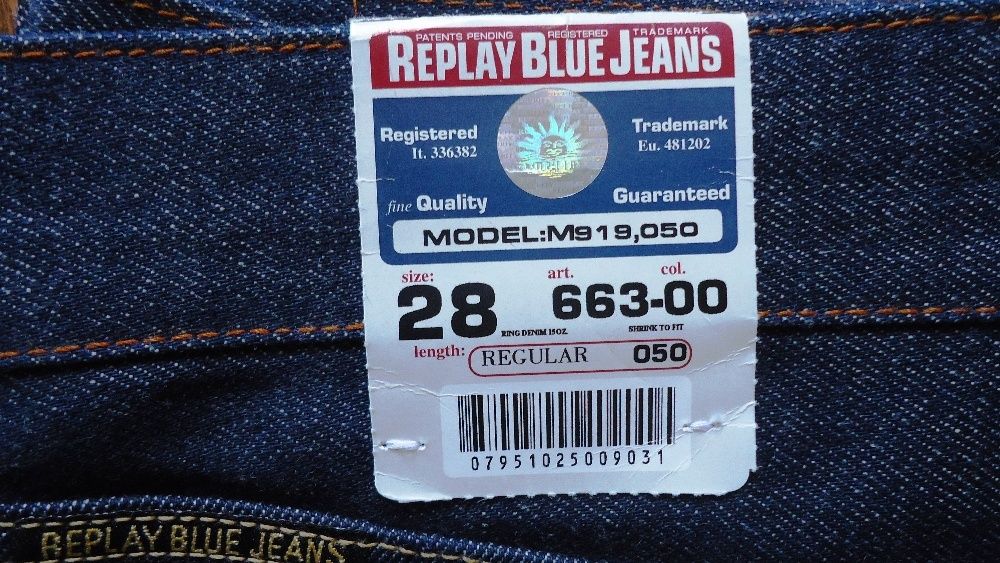 PATENTS PENDING REGISTERED TRADEMARK
REPLAY BLUE JEANS
Registered Trademark
It. 336382 Eu. 481202
fine Quality Guaranteed
MODEL:M919,050
size: art. col.
28 663-00
RING DENIM 15OZ. SHRINK TO FIT
length: REGULAR 050
07951025009031
REPLAY BLUE JEANS